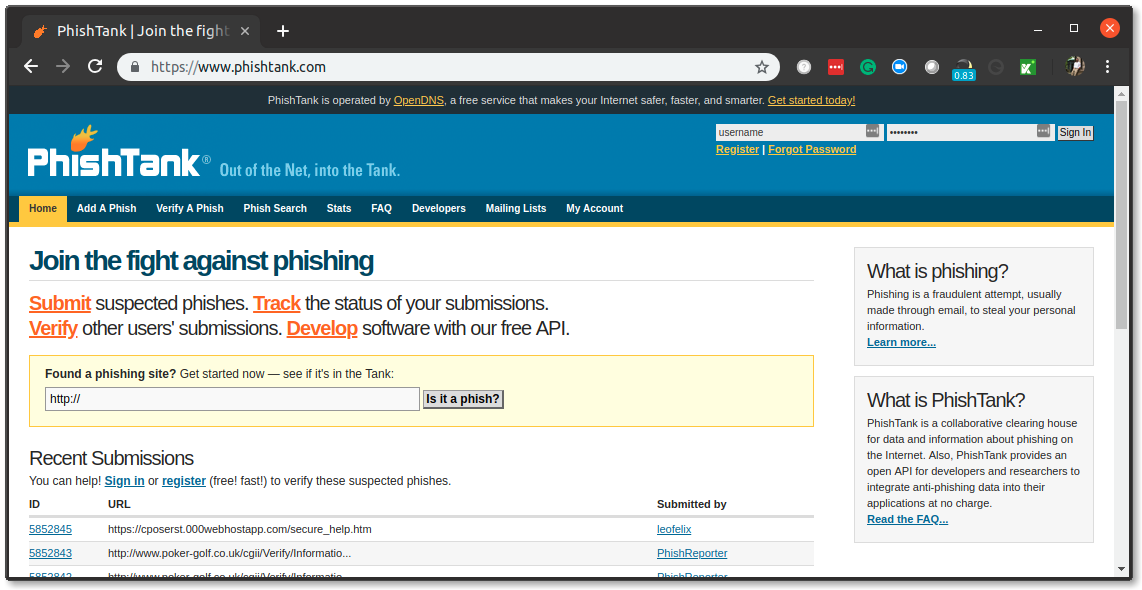 PhishTank | Join the fight
https://www.phishtank.com
0.83
PhishTank is operated by OpenDNS, a free service that makes your Internet safer, faster, and smarter. Get started today!
PhishTank® Out of the Net, into the Tank.
username •••••••• Sign In
Register | Forgot Password
Home Add A Phish Verify A Phish Phish Search Stats FAQ Developers Mailing Lists My Account
Join the fight against phishing
Submit suspected phishes. Track the status of your submissions.
Verify other users' submissions. Develop software with our free API.
Found a phishing site? Get started now — see if it's in the Tank:
http:// Is it a phish?
Recent Submissions
You can help! Sign in or register (free! fast!) to verify these suspected phishes.
ID URL Submitted by
5852845 https://cposerst.000webhostapp.com/secure_help.htm leofelix
5852843 http://www.poker-golf.co.uk/cgii/Verify/Informatio... PhishReporter
5852842 http://www.poker-golf.co.uk/cgii/Verify/Informatio... PhishReporter
What is phishing?
Phishing is a fraudulent attempt, usually
made through email, to steal your personal
information.
Learn more...
What is PhishTank?
PhishTank is a collaborative clearing house
for data and information about phishing on
the Internet. Also, PhishTank provides an
open API for developers and researchers to
integrate anti-phishing data into their
applications at no charge.
Read the FAQ...